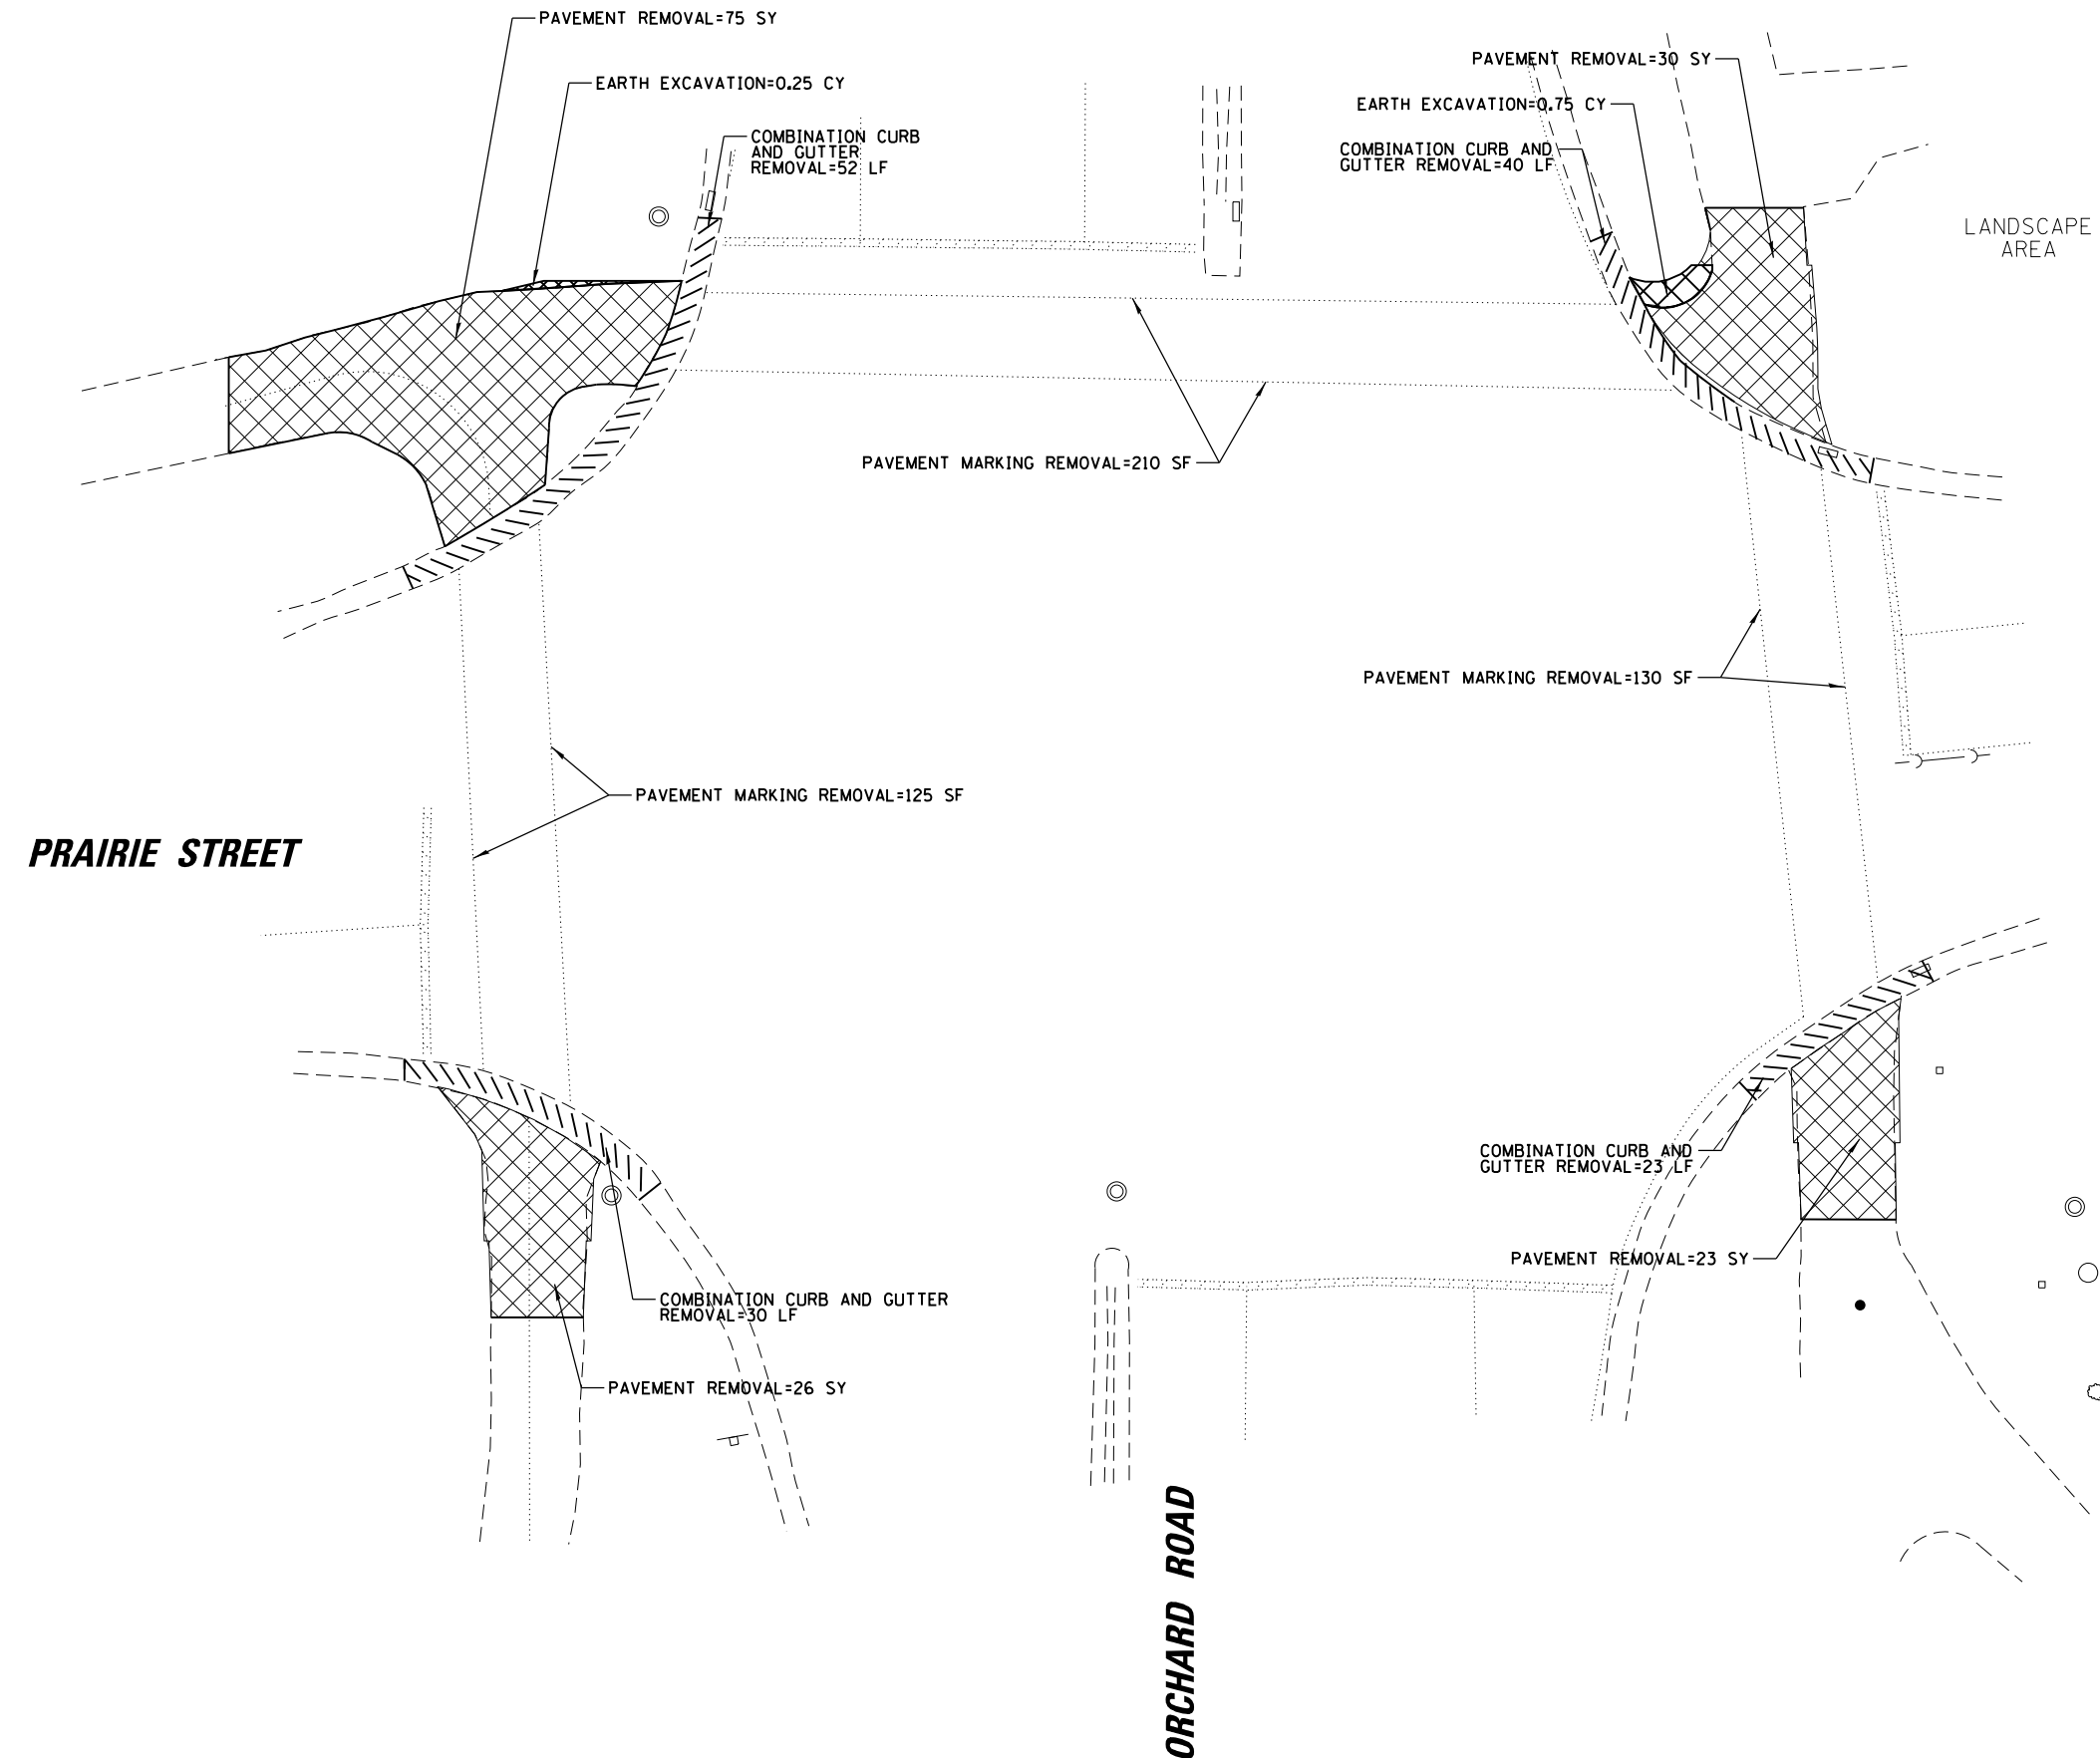 PAVEMENT REMOVAL=75 SY
EARTH EXCAVATION=0.25 CY
COMBINATION CURB
AND GUTTER
REMOVAL=52 LF
PAVEMENT REMOVAL=30 SY
EARTH EXCAVATION=0.75 CY
COMBINATION CURB AND
GUTTER REMOVAL=40 LF
LANDSCAPE
AREA
PAVEMENT MARKING REMOVAL=210 SF
PAVEMENT MARKING REMOVAL=130 SF
PAVEMENT MARKING REMOVAL=125 SF
PRAIRIE STREET
COMBINATION CURB AND
GUTTER REMOVAL=23 LF
PAVEMENT REMOVAL=23 SY
COMBINATION CURB AND GUTTER
REMOVAL=30 LF
PAVEMENT REMOVAL=26 SY
ORCHARD ROAD